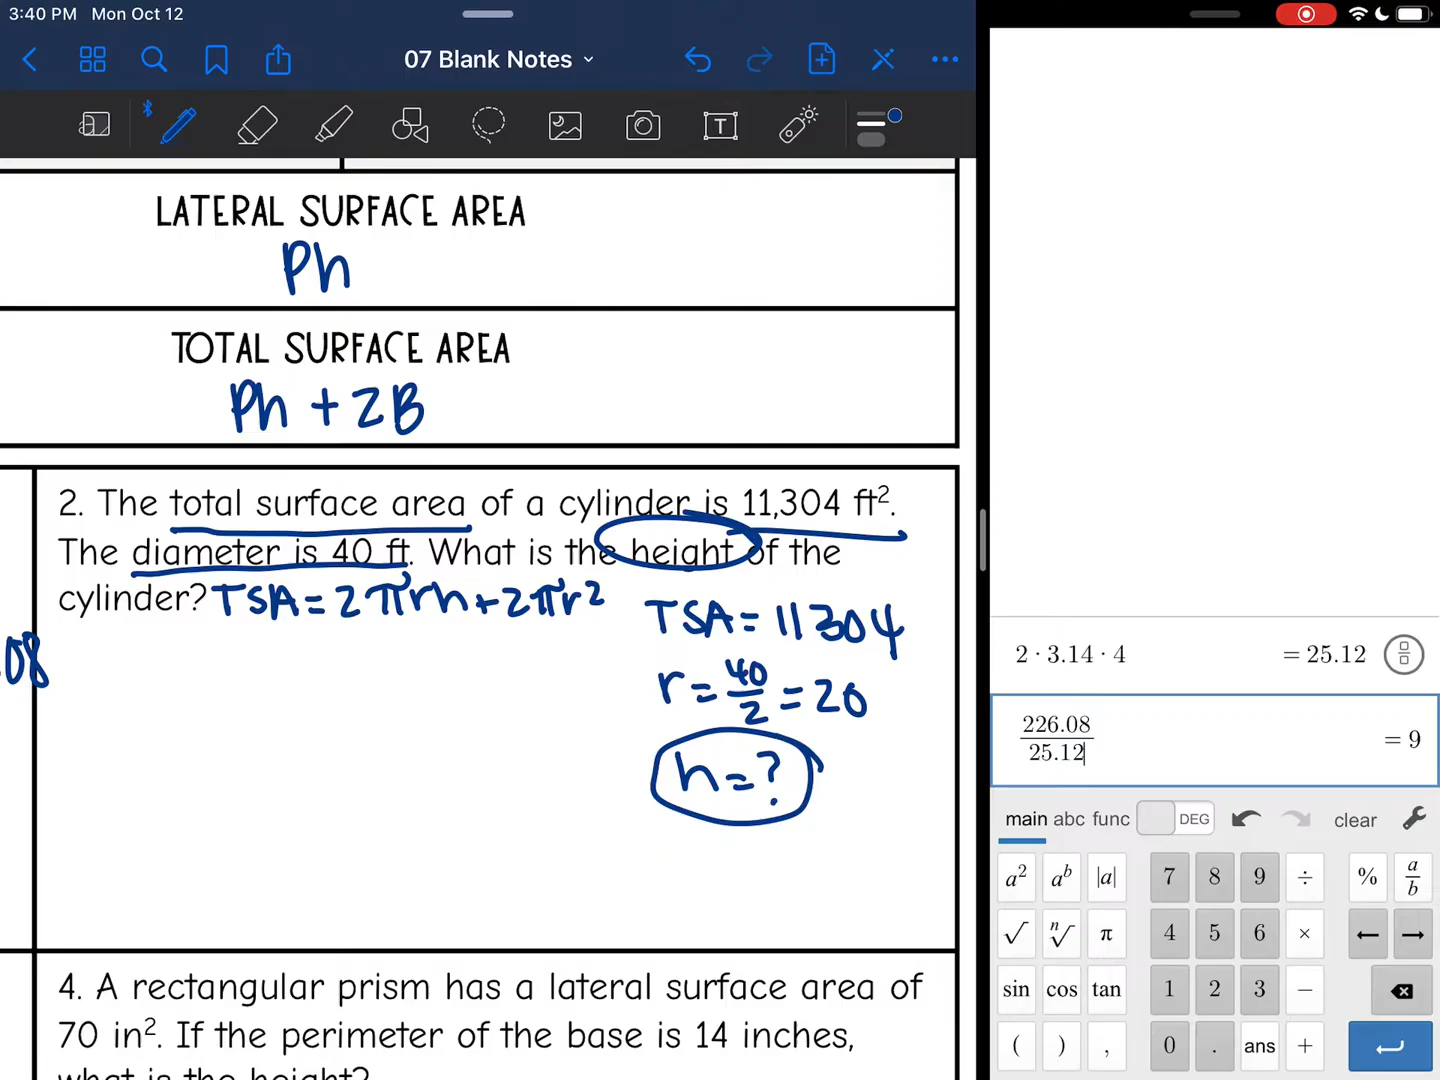 3:40 PM Mon Oct 12
07 Blank Notes
LATERAL SURFACE AREA
Ph
TOTAL SURFACE AREA
Ph + 2B
2. The total surface area of a cylinder is 11,304 ft².
The diameter is 40 ft. What is the height of the
cylinder? TSA = 2πrh + 2πr²
TSA = 11304
r = 40/2 = 20
h = ?
.08
4. A rectangular prism has a lateral surface area of
70 in². If the perimeter of the base is 14 inches,
what is the height?
2 · 3.14 · 4 = 25.12
226.08/25.12 = 9
main abc func DEG clear
a² aᵇ |a| 7 8 9 ÷ % a/b
√ ⁿ√ π 4 5 6 × ← →
sin cos tan 1 2 3 −
( ) , 0 . ans +